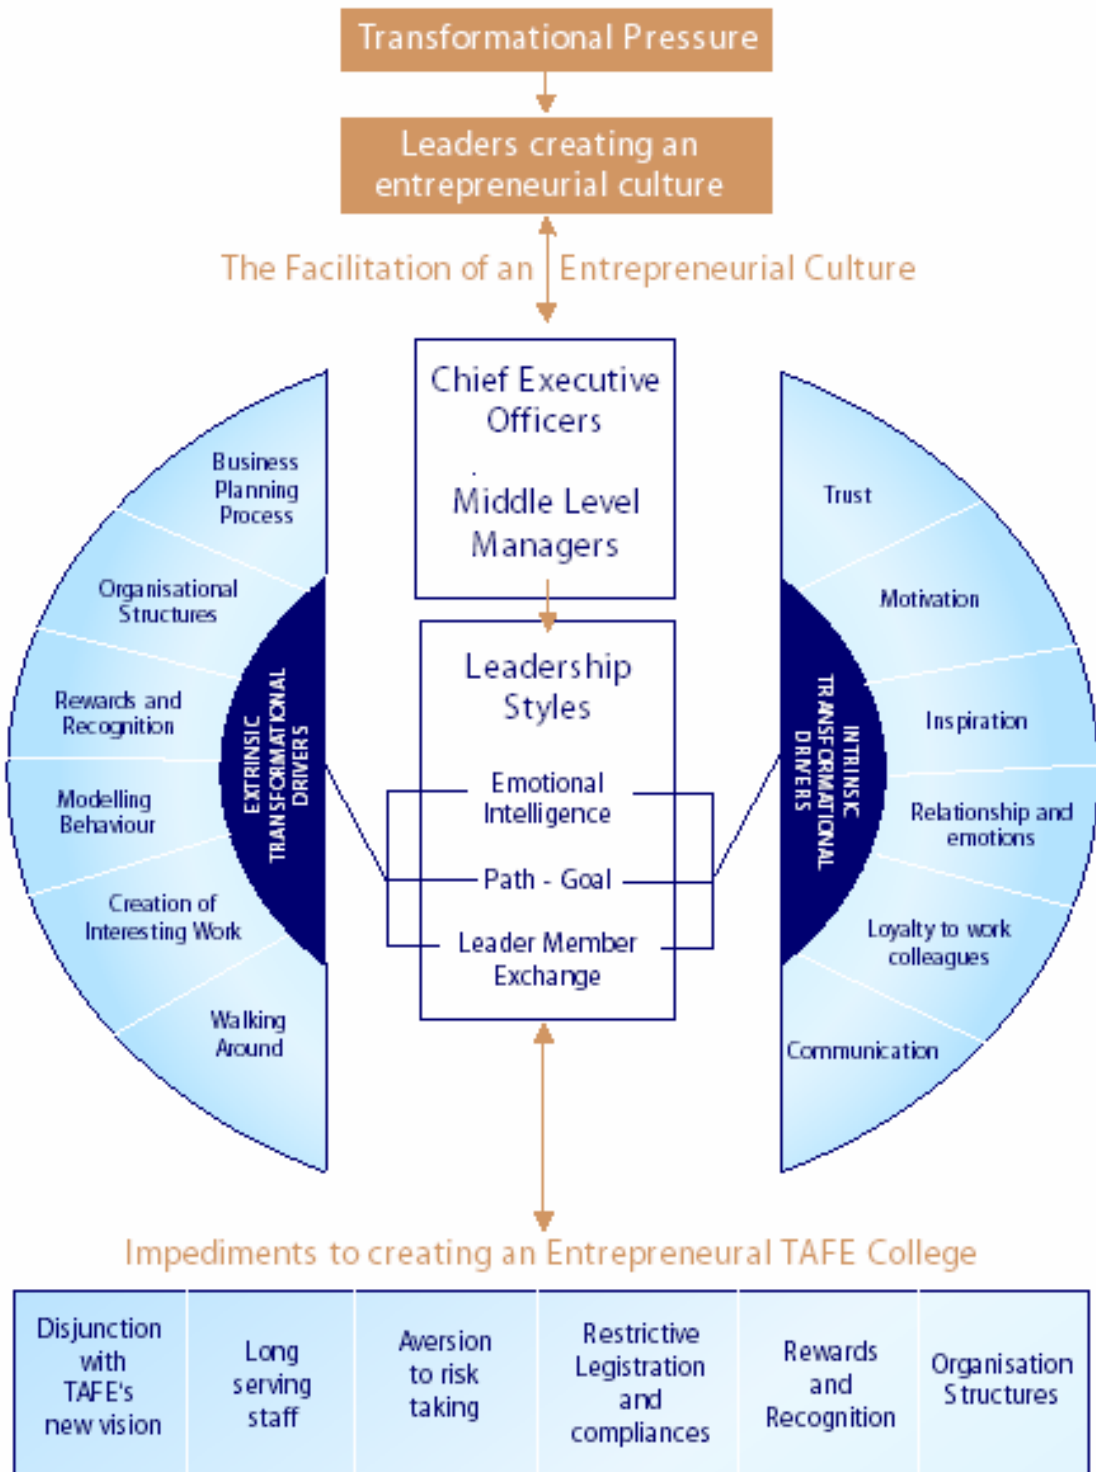 Transformational Pressure
Leaders creating an
entrepreneurial culture
The Facilitation of an Entrepreneurial Culture
Chief Executive
Officers
Middle Level
Managers
Business
Planning
Process
Organisational
Structures
Rewards and
Recognition
Modelling
Behaviour
Creation of
Interesting Work
Walking
Around
EXTRINSIC
TRANSFORMATIONAL
DRIVERS
Leadership
Styles
Emotional
Intelligence
Path - Goal
Leader Member
Exchange
INTRINSIC
TRANSFORMATIONAL
DRIVERS
Trust
Motivation
Inspiration
Relationship and
emotions
Loyalty to work
colleagues
Communication
Impediments to creating an Entrepreneural TAFE College
Disjunction
with
TAFE's
new vision
Long
serving
staff
Aversion
to risk
taking
Restrictive
Legistration
and
compliances
Rewards
and
Recognition
Organisation
Structures